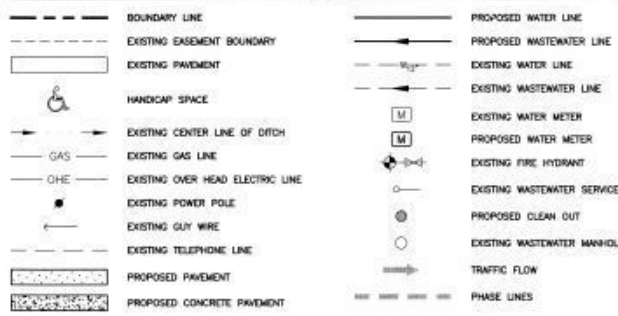 BOUNDARY LINE
EXISTING EASEMENT BOUNDARY
EXISTING PAVEMENT
HANDICAP SPACE
EXISTING CENTER LINE OF DITCH
GAS EXISTING GAS LINE
OHE EXISTING OVER HEAD ELECTRIC LINE
EXISTING POWER POLE
EXISTING GUY WIRE
EXISTING TELEPHONE LINE
PROPOSED PAVEMENT
PROPOSED CONCRETE PAVEMENT
PROPOSED WATER LINE
PROPOSED WASTEWATER LINE
EXISTING WATER LINE
EXISTING WASTEWATER LINE
M EXISTING WATER METER
M PROPOSED WATER METER
EXISTING FIRE HYDRANT
EXISTING WASTEWATER SERVICE
PROPOSED CLEAN OUT
EXISTING WASTEWATER MANHOL
TRAFFIC FLOW
PHASE LINES